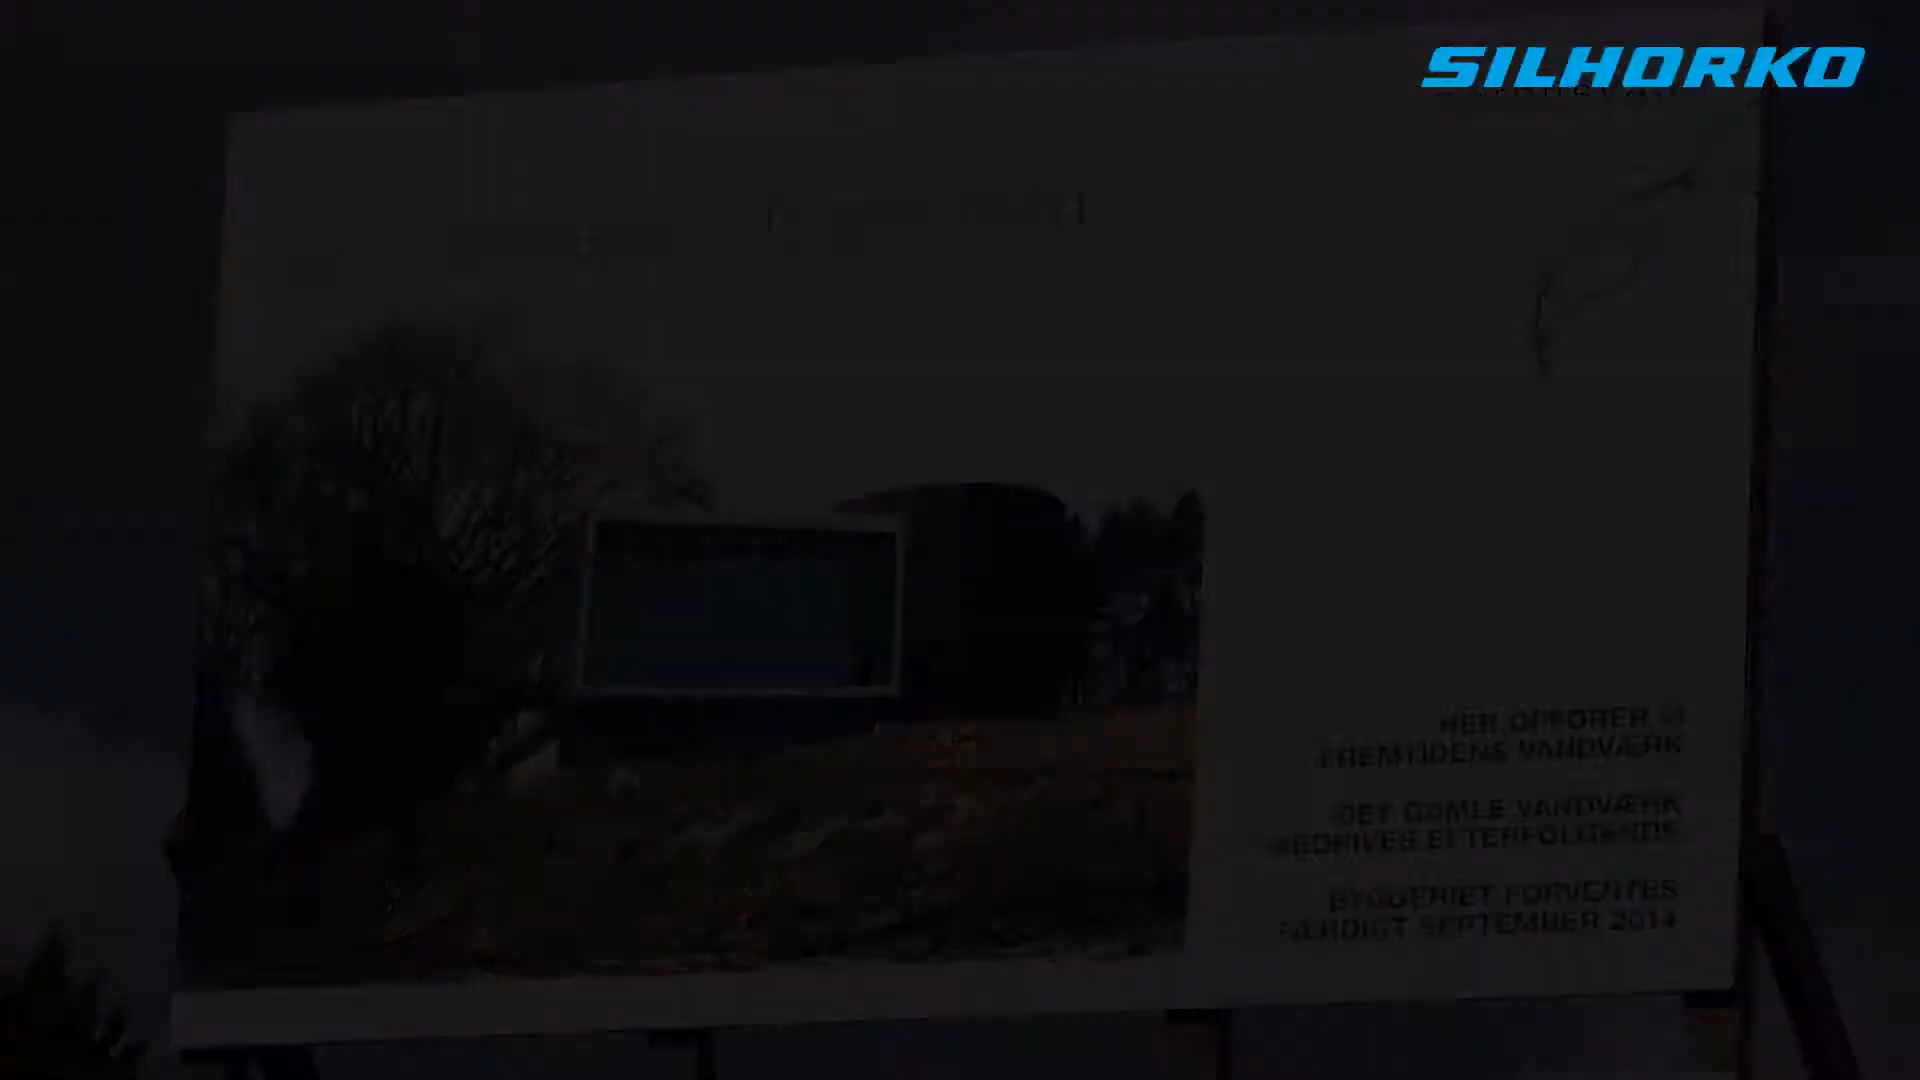 SILHORKO
HER OPFØRER VI
FREMTIDENS VANDVÆRK
DET GAMLE VANDVÆRK
NEDRIVES EFTERFØLGENDE
BYGGERIET FORVENTES
FÆRDIGT SEPTEMBER 2014